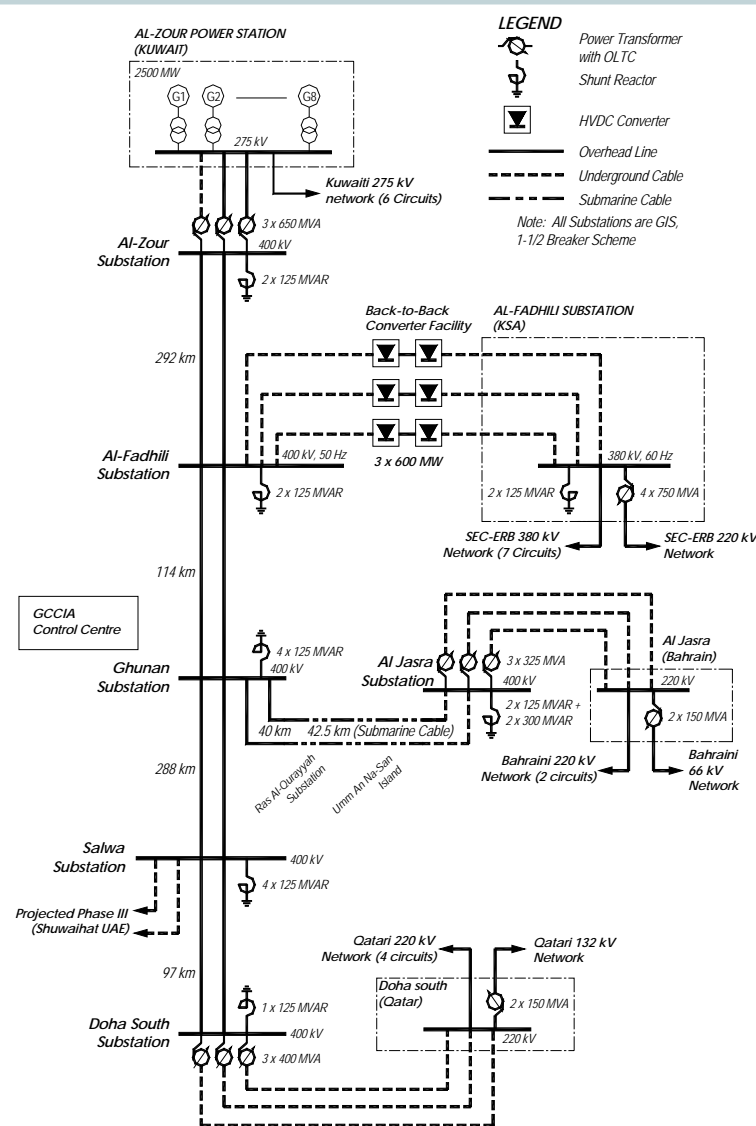 AL-ZOUR POWER STATION
(KUWAIT)
2500 MW
G1
G2
G8
275 kV
Kuwaiti 275 kV
network (6 Circuits)
3 x 650 MVA
Al-Zour
Substation
400 kV
2 x 125 MVAR
LEGEND
Power Transformer
with OLTC
Shunt Reactor
HVDC Converter
Overhead Line
Underground Cable
Submarine Cable
Note: All Substations are GIS,
1-1/2 Breaker Scheme
292 km
Back-to-Back
Converter Facility
AL-FADHILI SUBSTATION
(KSA)
Al-Fadhili
Substation
400 kV, 50 Hz
2 x 125 MVAR
3 x 600 MW
380 kV, 60 Hz
2 x 125 MVAR
4 x 750 MVA
SEC-ERB 380 kV
Network (7 Circuits)
SEC-ERB 220 kV
Network
114 km
GCCIA
Control Centre
4 x 125 MVAR
400 kV
Ghunan
Substation
40 km
42.5 km (Submarine Cable)
Ras Al-Qurayyah
Substation
Umm An Na-San
Island
Al Jasra
Substation
3 x 325 MVA
400 kV
2 x 125 MVAR +
2 x 300 MVAR
Al Jasra
(Bahrain)
220 kV
2 x 150 MVA
Bahraini 220 kV
Network (2 circuits)
Bahraini
66 kV
Network
288 km
Salwa
Substation
400 kV
4 x 125 MVAR
Projected Phase III
(Shuwaihat UAE)
97 km
1 x 125 MVAR
Doha South
Substation
400 kV
3 x 400 MVA
Qatari 220 kV
Network (4 circuits)
Qatari 132 kV
Network
Doha south
(Qatar)
2 x 150 MVA
220 kV